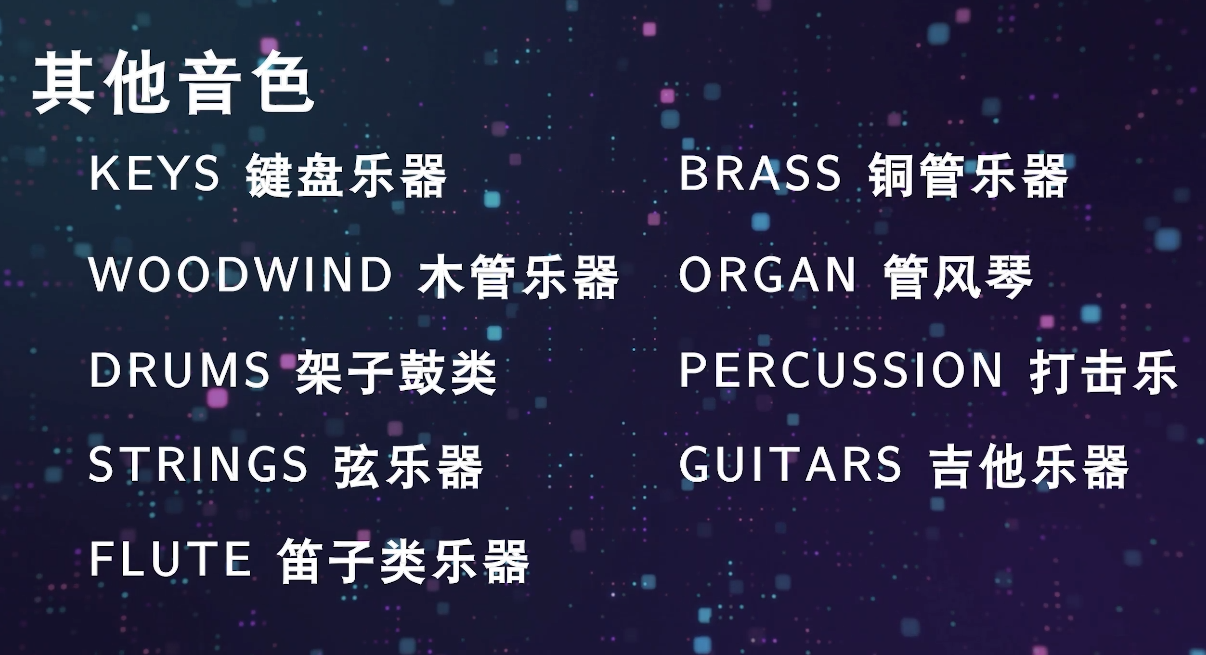 其他音色
KEYS 键盘乐器
BRASS 铜管乐器
WOODWIND 木管乐器
ORGAN 管风琴
DRUMS 架子鼓类
PERCUSSION 打击乐
STRINGS 弦乐器
GUITARS 吉他乐器
FLUTE 笛子类乐器